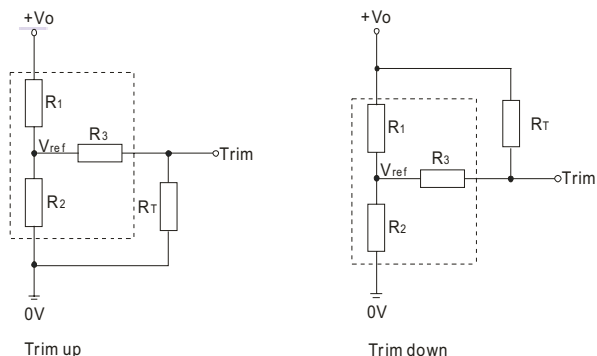 +Vo
R1
Vref
R3
Trim
R2
RT
0V
Trim up
+Vo
R1
RT
Vref
R3
Trim
R2
0V
Trim down